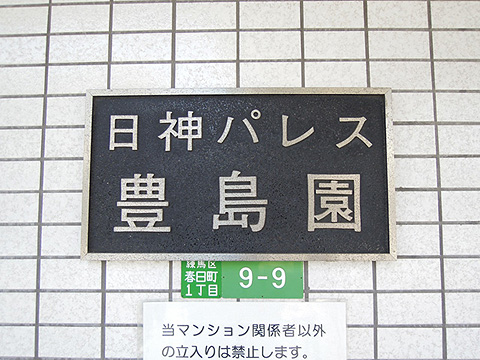 日神パレス
豊島園
練馬区
春日町
1丁目
9-9
当マンション関係者以外
の立入りは禁止します。